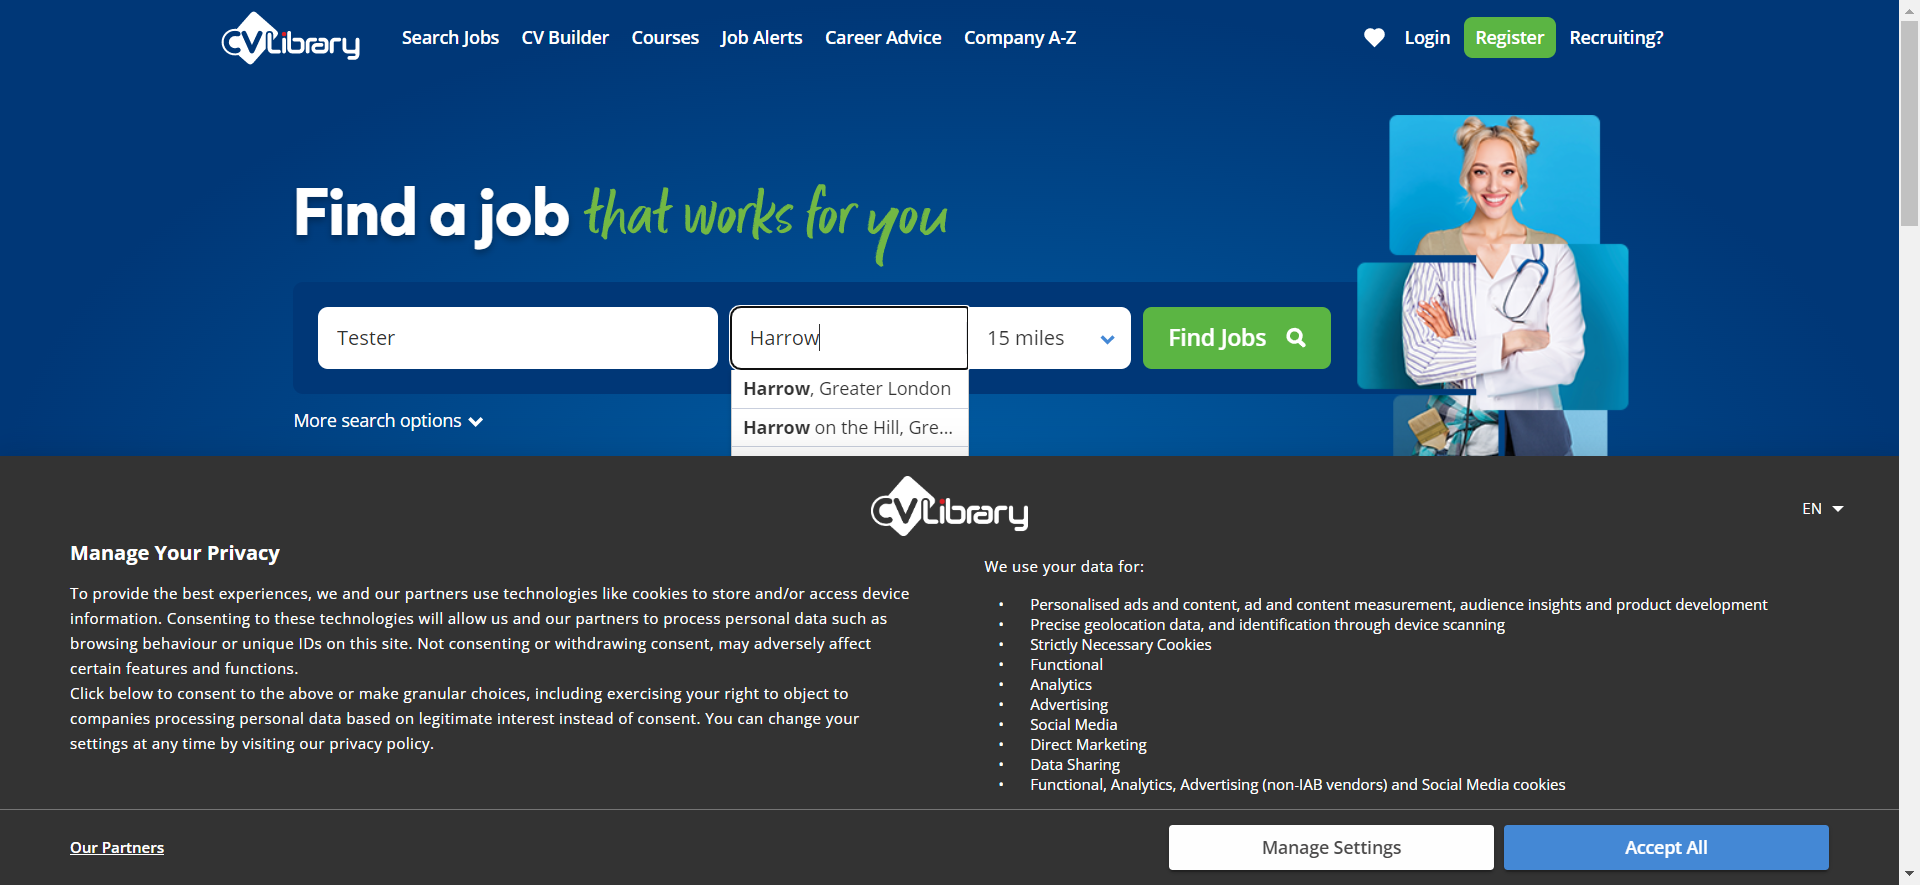 CVLibrary
Search Jobs
CV Builder
Courses
Job Alerts
Career Advice
Company A-Z
Login
Register
Recruiting?
Find a job that works for you
Tester
Harrow
15 miles
Find Jobs
Harrow, Greater London
Harrow on the Hill, Gre...
More search options
CVLibrary
EN
Manage Your Privacy
To provide the best experiences, we and our partners use technologies like cookies to store and/or access device
information. Consenting to these technologies will allow us and our partners to process personal data such as
browsing behaviour or unique IDs on this site. Not consenting or withdrawing consent, may adversely affect
certain features and functions.
Click below to consent to the above or make granular choices, including exercising your right to object to
companies processing personal data based on legitimate interest instead of consent. You can change your
settings at any time by visiting our privacy policy.
We use your data for:
• Personalised ads and content, ad and content measurement, audience insights and product development
• Precise geolocation data, and identification through device scanning
• Strictly Necessary Cookies
• Functional
• Analytics
• Advertising
• Social Media
• Direct Marketing
• Data Sharing
• Functional, Analytics, Advertising (non-IAB vendors) and Social Media cookies
Our Partners
Manage Settings
Accept All